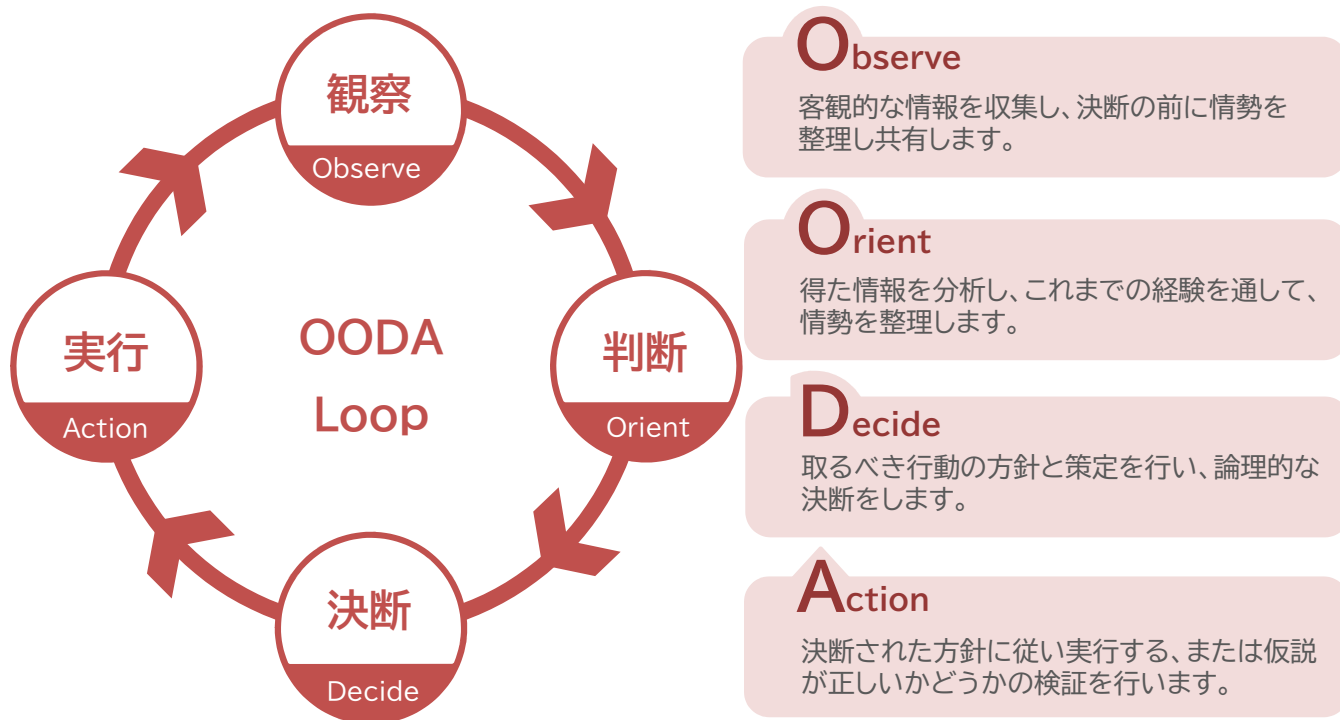 観察
Observe
実行
Action
OODA
Loop
判断
Orient
決断
Decide
Observe
客観的な情報を収集し、決断の前に情勢を
整理し共有します。
Orient
得た情報を分析し、これまでの経験を通して、
情勢を整理します。
Decide
取るべき行動の方針と策定を行い、論理的な
決断をします。
Action
決断された方針に従い実行する、または仮説
が正しいかどうかの検証を行います。